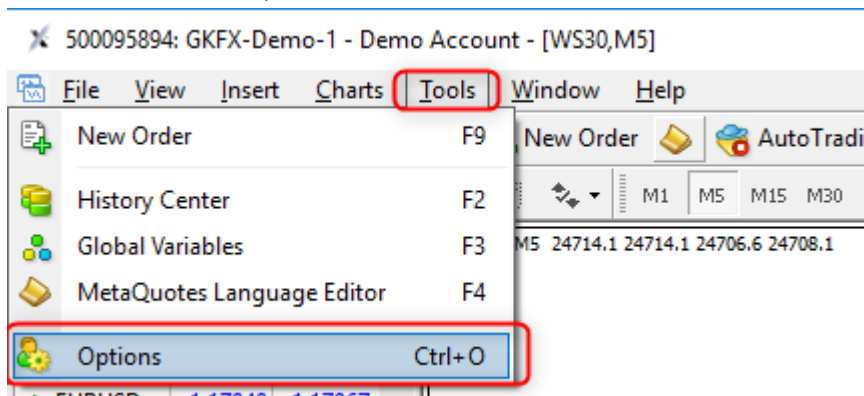 500095894: GKFX-Demo-1 - Demo Account - [WS30,M5]
File View Insert Charts Tools Window Help
New Order F9
New Order AutoTradi
History Center F2
M1 M5 M15 M30
Global Variables F3
M5 24714.1 24714.1 24706.6 24708.1
MetaQuotes Language Editor F4
Options Ctrl+O